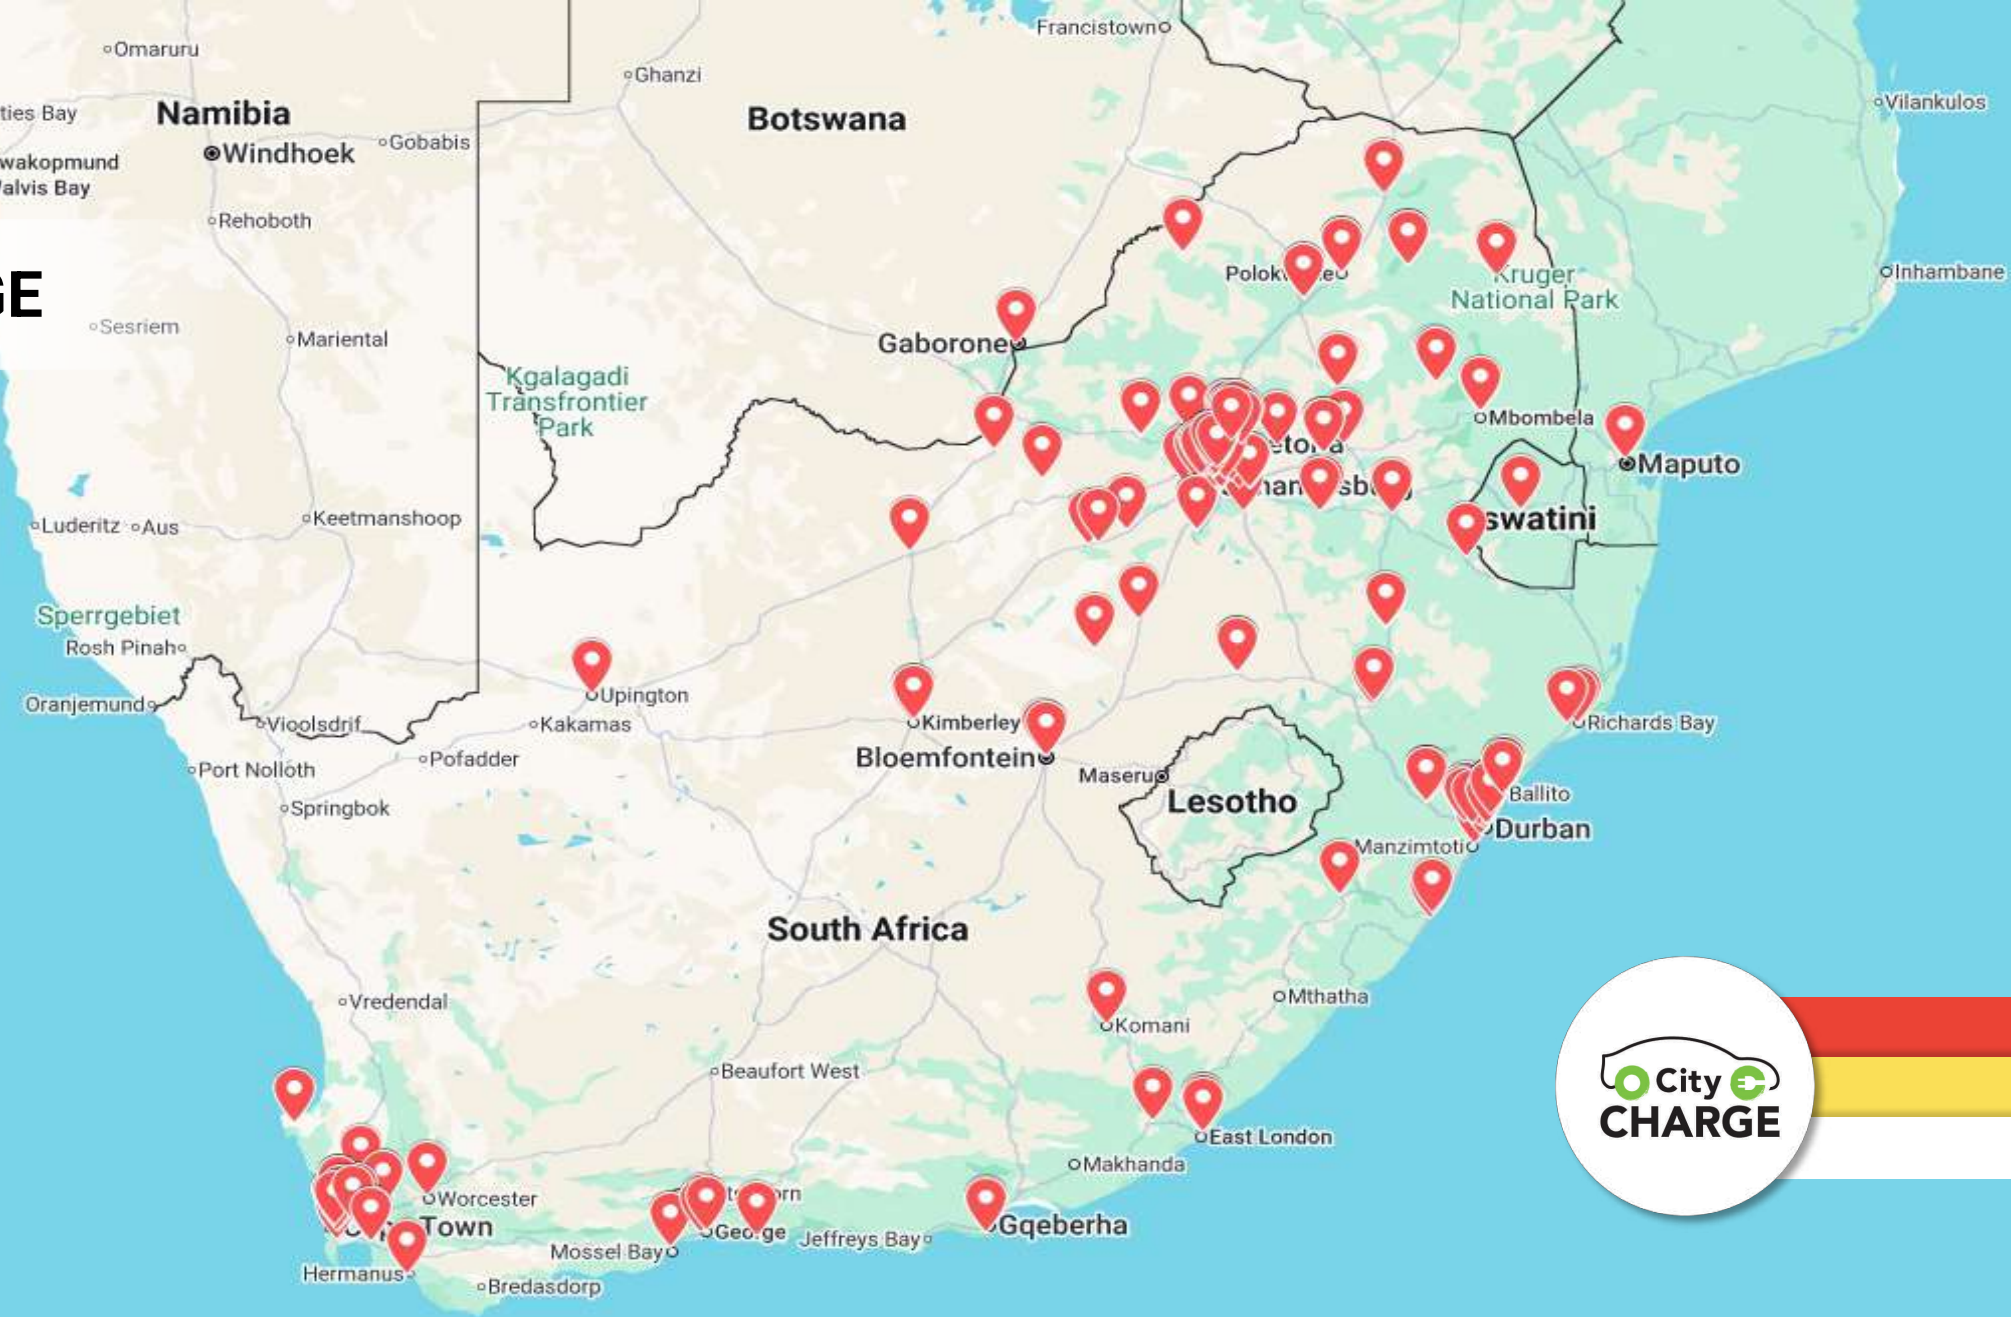 Francistown
Omaruru
Ghanzi
Vilankulos
Namibia
ties Bay
Botswana
Gobabis
Windhoek
wakopmund
alvis Bay
Rehoboth
Polok
Inhambane
Kruger
National Park
GE
Sesriem
Mariental
Gaborone
Kgalagadi
Transfrontier
Park
Mbombela
Maputo
Luderitz
Aus
Keetmanshoop
swatini
Sperrgebiet
Rosh Pinah
Upington
Oranjemund
Vioolsdrif
Kakamas
Kimberley
Richards Bay
Pofadder
Bloemfontein
Port Nolloth
Maseru
Springbok
Lesotho
Ballito
Durban
Manzimtoti
South Africa
Vredendal
Mthatha
Komani
Beaufort West
City
CHARGE
East London
Makhanda
Worcester
Town
George
Gqeberha
Jeffreys Bay
Mossel Bay
Hermanus
Bredasdorp